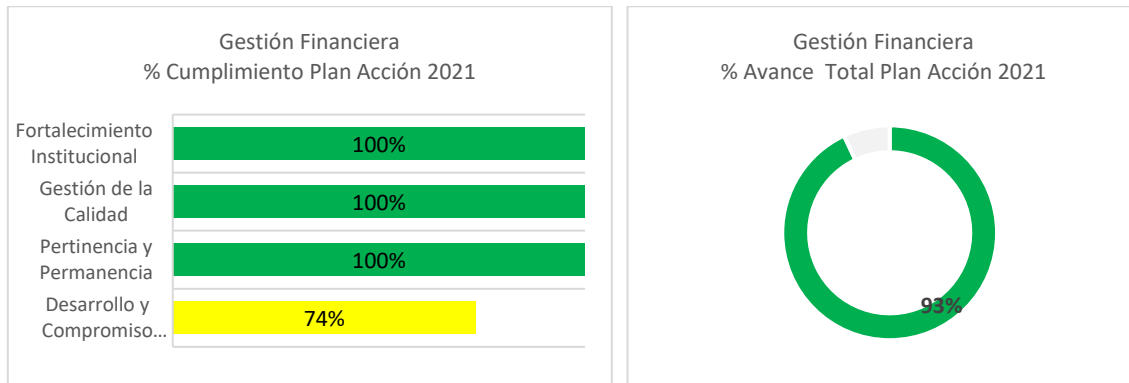 Gestión Financiera
% Cumplimiento Plan Acción 2021
Fortalecimiento
Institucional
100%
Gestión de la
Calidad
100%
Pertinencia y
Permanencia
100%
Desarrollo y
Compromiso...
74%
Gestión Financiera
% Avance  Total Plan Acción 2021
93%